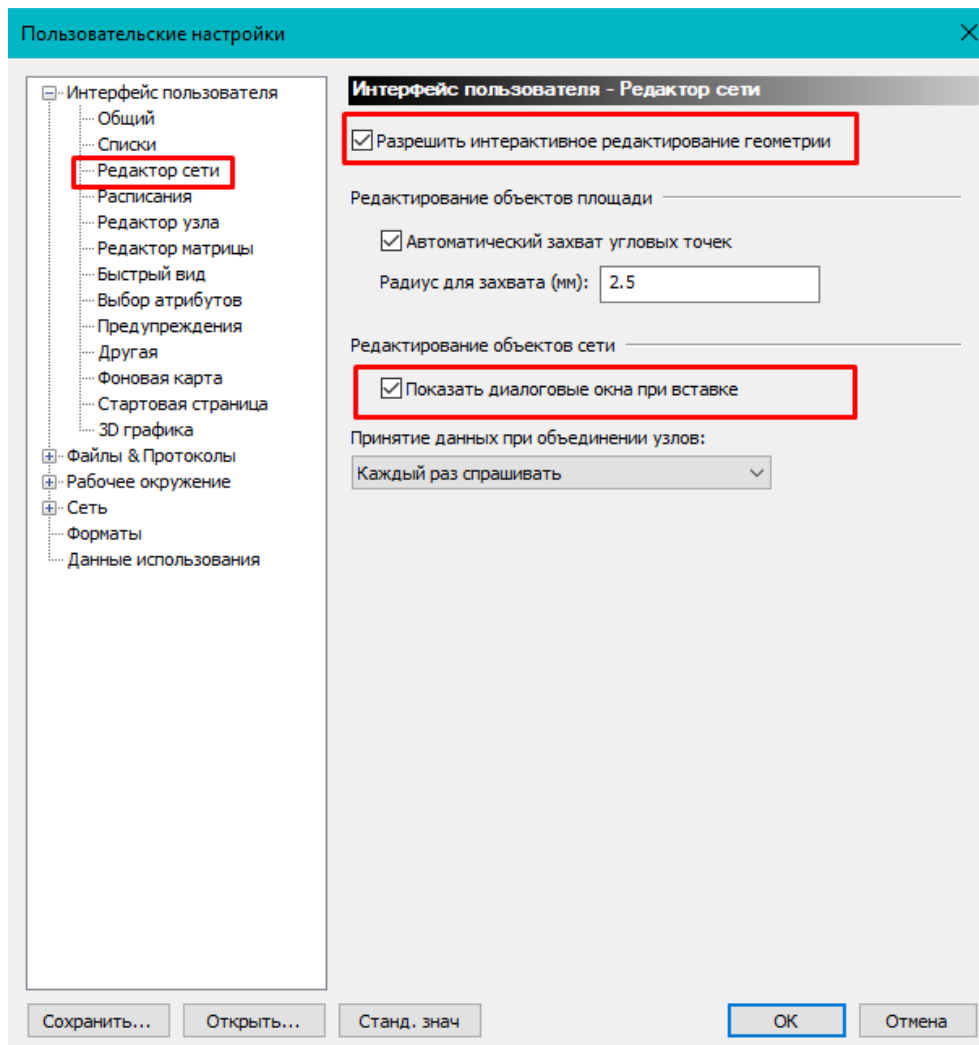 Пользовательские настройки
Интерфейс пользователя
Общий
Списки
Редактор сети
Расписания
Редактор узла
Редактор матрицы
Быстрый вид
Выбор атрибутов
Предупреждения
Другая
Фоновая карта
Стартовая страница
3D графика
Файлы & Протоколы
Рабочее окружение
Сеть
Форматы
Данные использования
Интерфейс пользователя - Редактор сети
Разрешить интерактивное редактирование геометрии
Редактирование объектов площади
Автоматический захват угловых точек
Радиус для захвата (мм): 2.5
Редактирование объектов сети
Показать диалоговые окна при вставке
Принятие данных при объединении узлов:
Каждый раз спрашивать
Сохранить... Открыть... Станд. знач OK Отмена